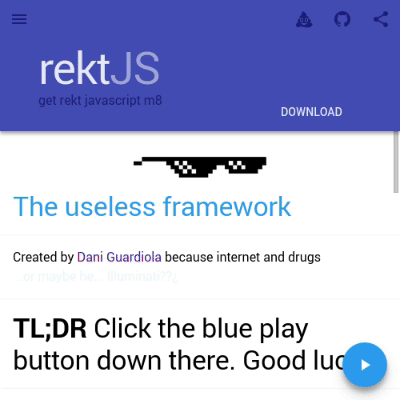 rektJS
get rekt javascript m8
DOWNLOAD
The useless framework
Created by Dani Guardiola because internet and drugs
...or maybe he... Illuminati??¿
TL;DR Click the blue play
button down there. Good luc